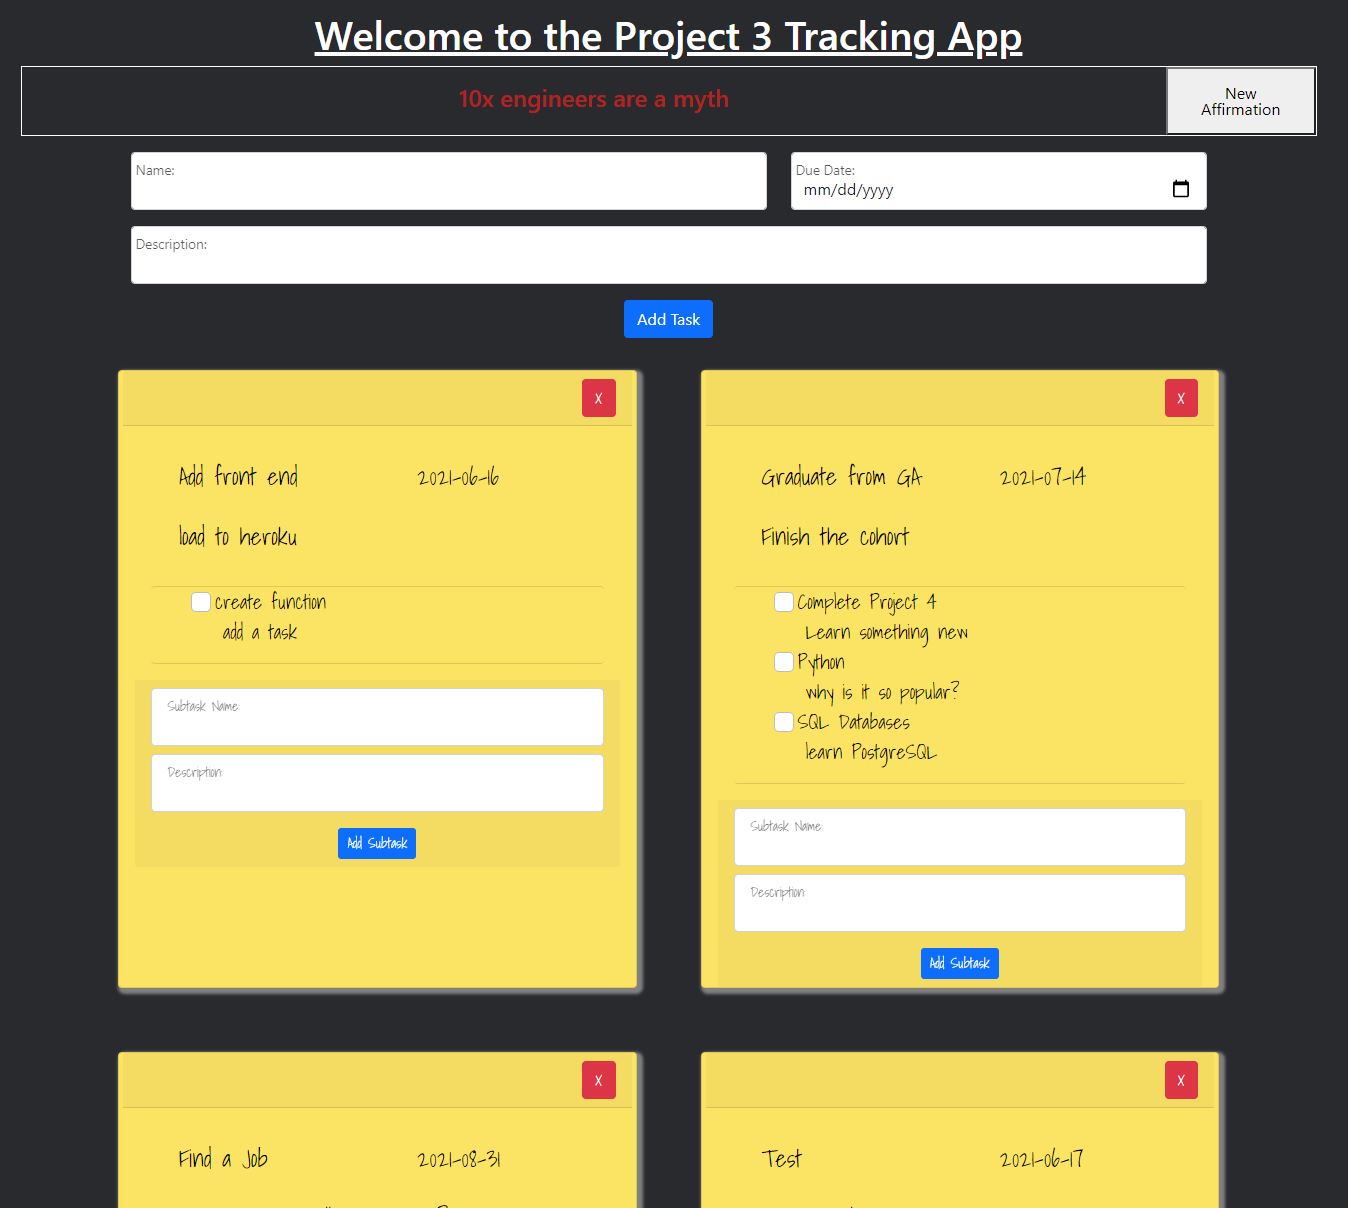 Welcome to the Project 3 Tracking App
10x engineers are a myth
New
Affirmation
Name:
Due Date:
mm/dd/yyyy
Description:
Add Task
X
Add front end 2021-06-16
load to heroku
create function
add a task
Subtask Name:
Description:
Add Subtask
X
Graduate from GA 2021-07-14
Finish the cohort
Complete Project 4
Learn something new
Python
why is it so popular?
SQL Databases
learn PostgreSQL
Subtask Name:
Description:
Add Subtask
X
Find a Job 2021-08-31
X
Test 2021-06-17